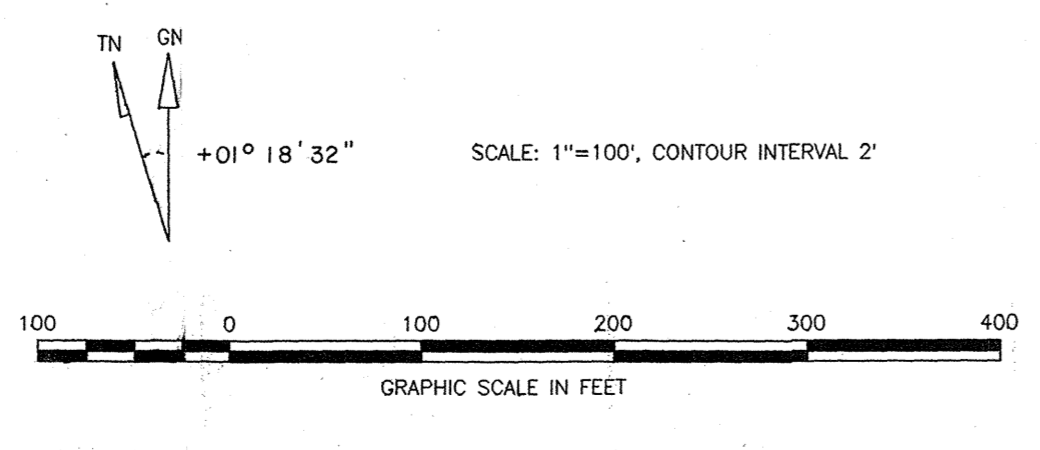 TN GN
+01° 18' 32"
SCALE: 1"=100', CONTOUR INTERVAL 2'
100 0 100 200 300 400
GRAPHIC SCALE IN FEET